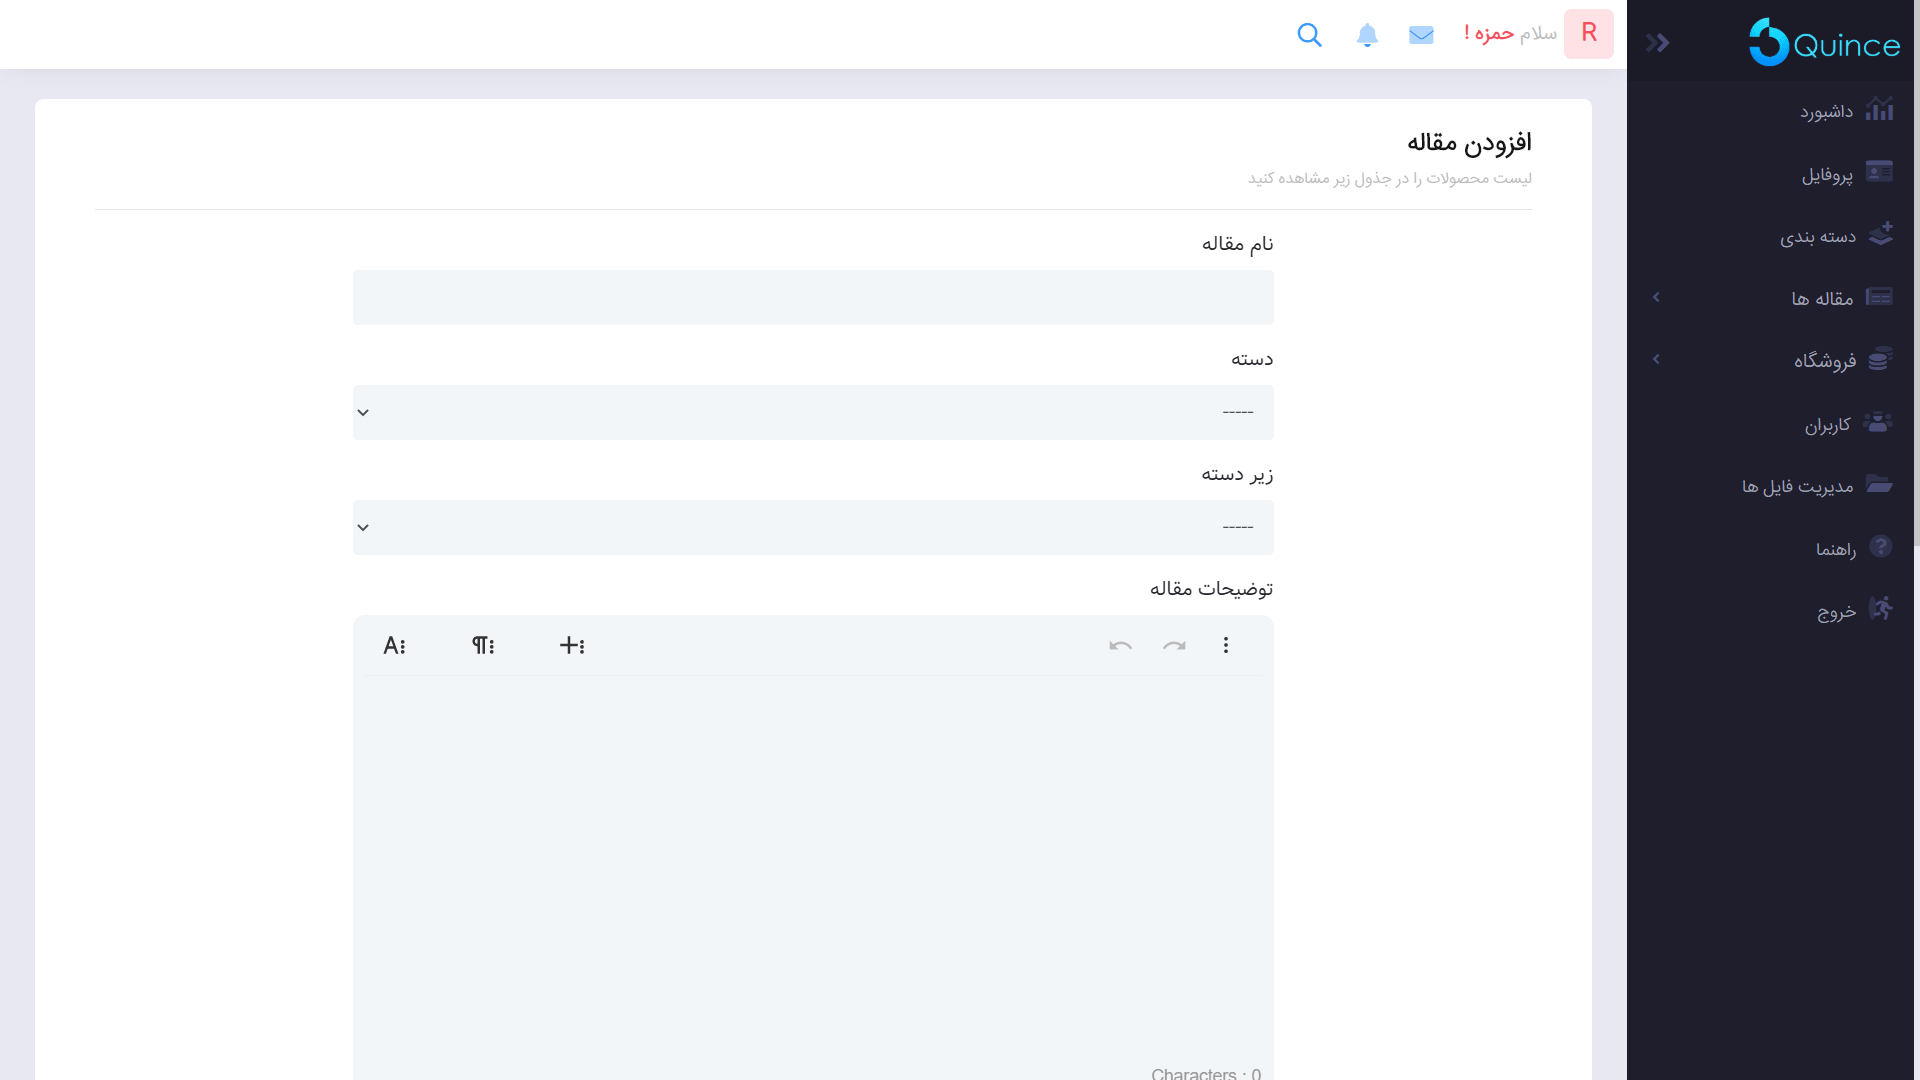 Quince
داشبورد
پروفایل
دسته بندی
مقاله ها
فروشگاه
کاربران
مدیریت فایل ها
راهنما
خروج
R
سلام حمزه !
افزودن مقاله
لیست محصولات را در جذول زیر مشاهده کنید
نام مقاله
دسته
-----
زیر دسته
-----
توضیحات مقاله
Characters : 0